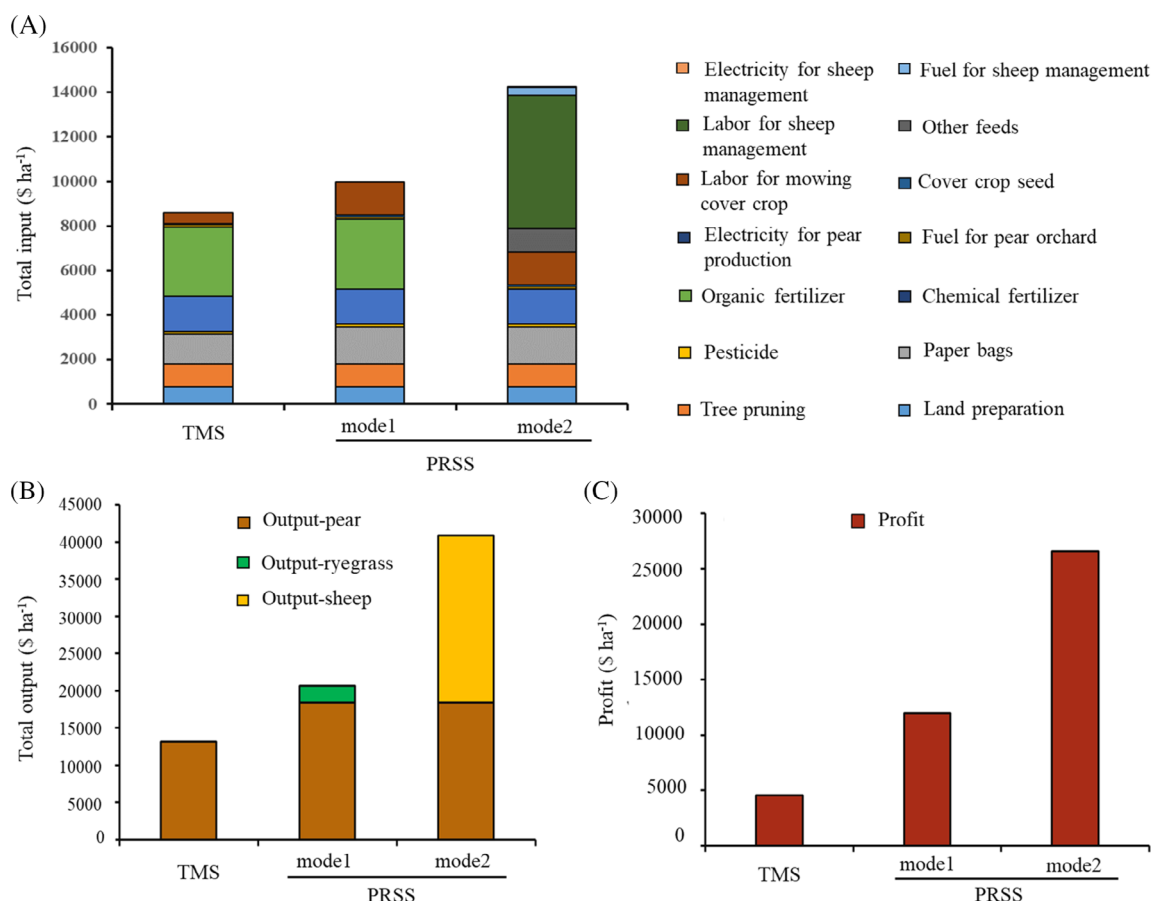 (A)
Total input ($ ha⁻¹)
16000
14000
12000
10000
8000
6000
4000
2000
0
TMS
mode1
mode2
PRSS
Electricity for sheep
management
Fuel for sheep management
Labor for sheep
management
Other feeds
Labor for mowing
cover crop
Cover crop seed
Electricity for pear
production
Fuel for pear orchard
Organic fertilizer
Chemical fertilizer
Pesticide
Paper bags
Tree pruning
Land preparation
(B)
Total output ($ ha⁻¹)
45000
40000
35000
30000
25000
20000
15000
10000
5000
0
Output-pear
Output-ryegrass
Output-sheep
TMS
mode1
mode2
PRSS
(C)
Profit ($ ha⁻¹)
30000
25000
20000
15000
10000
5000
0
Profit
TMS
mode1
mode2
PRSS